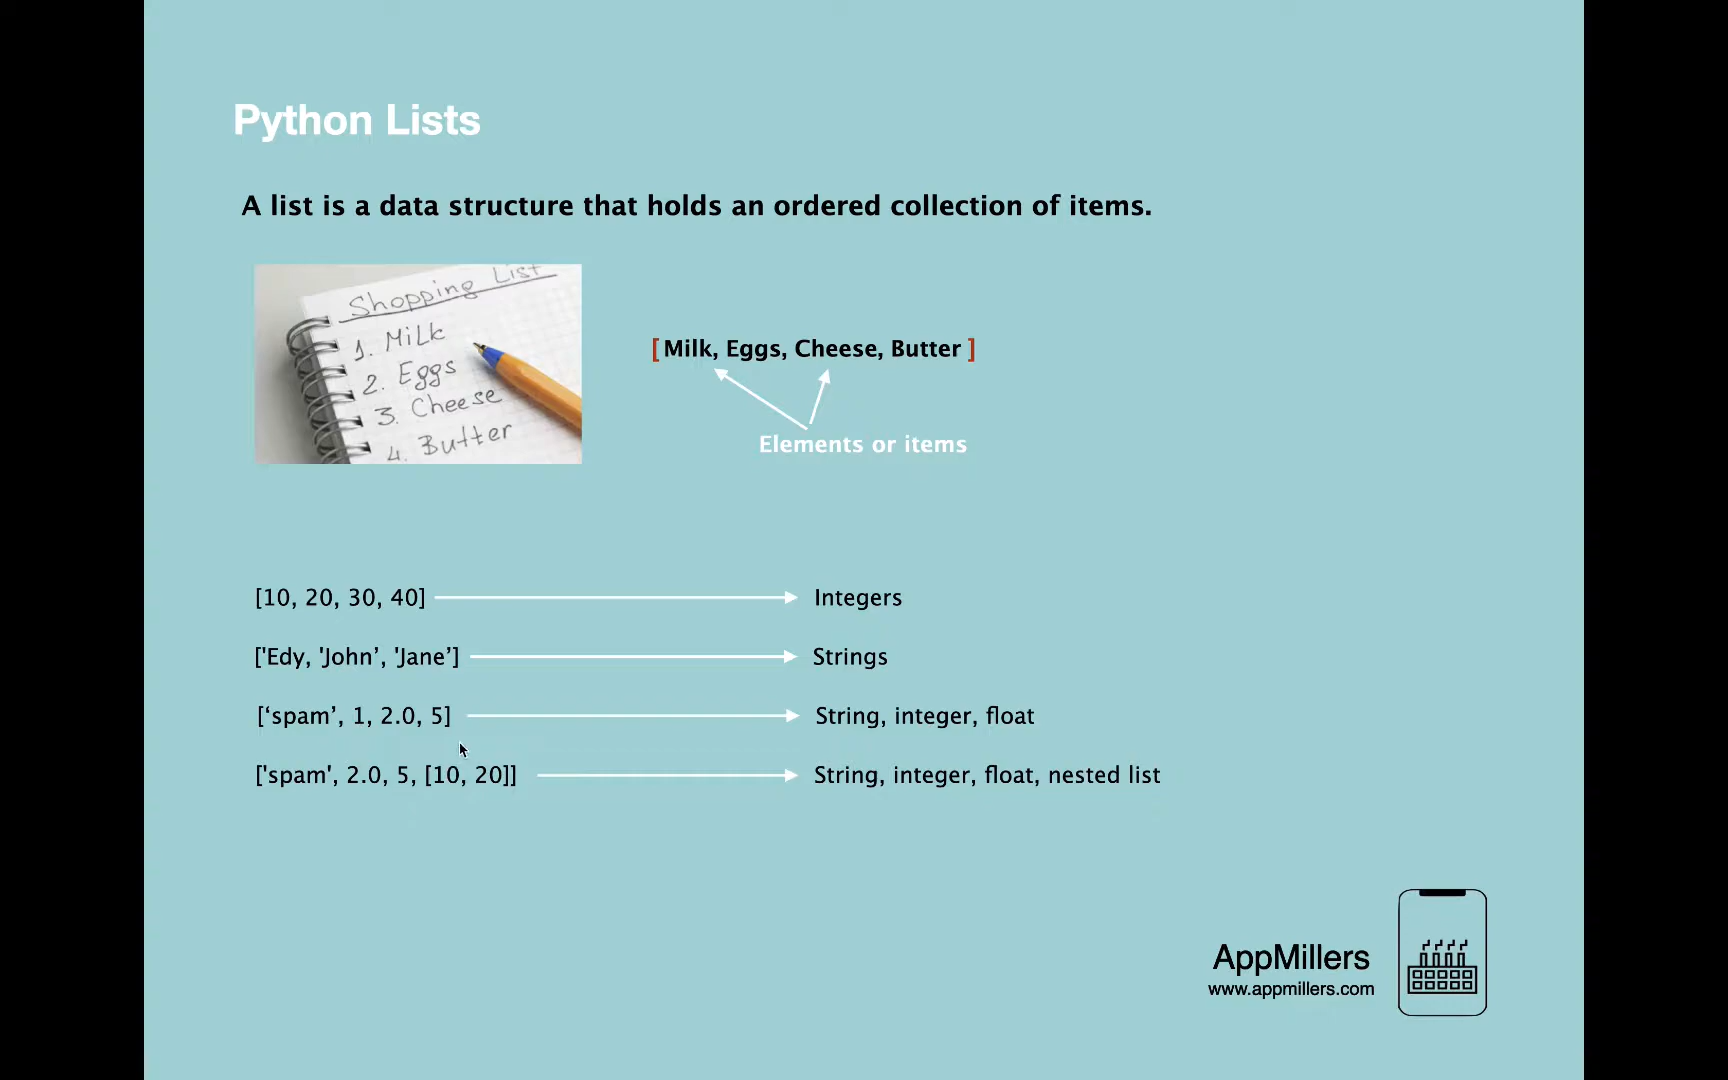 Python Lists
A list is a data structure that holds an ordered collection of items.
Shopping List
1. Milk
2. Eggs
3. Cheese
4. Butter
[ Milk, Eggs, Cheese, Butter ]
Elements or items
[10, 20, 30, 40] Integers
['Edy, 'John’, 'Jane’] Strings
[‘spam’, 1, 2.0, 5] String, integer, float
['spam', 2.0, 5, [10, 20]] String, integer, float, nested list
AppMillers
www.appmillers.com